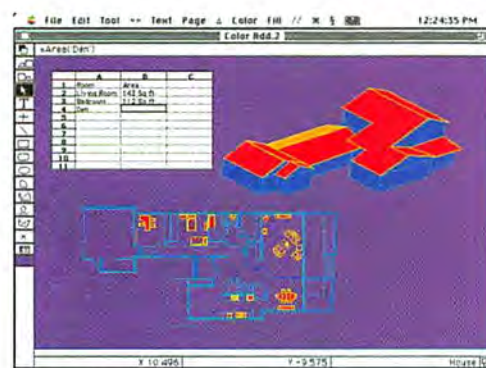 File Edit Tool Text Page Color Fill // ⌘ § 12:24:35 PM
Color Add.2
=Area('Den')
A B C
1 Room Area
2 Living Room 142 Sq ft
3 Bedroom 112 Sq ft
4 Den
5
6
7
8
9
10
11
X 10.496 Y -9.575 House